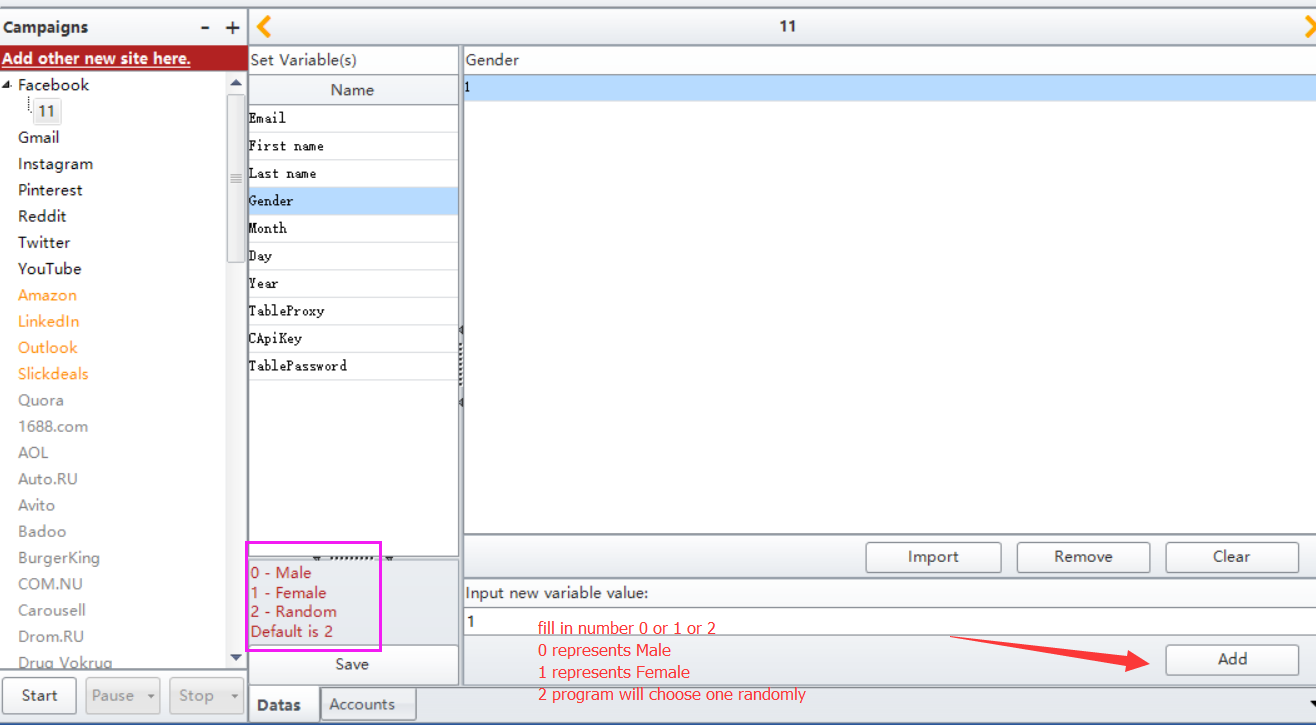 Campaigns - +
11
Add other new site here.
Set Variable(s)
Gender
Facebook
11
Gmail
Instagram
Pinterest
Reddit
Twitter
YouTube
Amazon
LinkedIn
Outlook
Slickdeals
Quora
1688.com
AOL
Auto.RU
Avito
Badoo
BurgerKing
COM.NU
Carousell
Drom.RU
Drug Vokrug
Name
Email
First name
Last name
Gender
Month
Day
Year
TableProxy
CApiKey
TablePassword
1
Import Remove Clear
0 - Male
1 - Female
2 - Random
Default is 2
Input new variable value:
1
fill in number 0 or 1 or 2
0 represents Male
1 represents Female
2 program will choose one randomly
Save
Add
Start Pause Stop
Datas Accounts